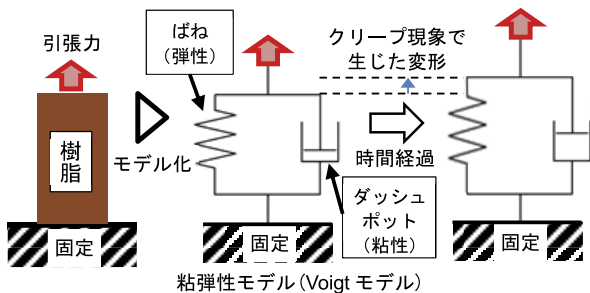 引張力
樹
脂
固定
モデル化
ばね
（弾性）
固定
ダッシュ
ポット
（粘性）
クリープ現象で
生じた変形
時間経過
固定
粘弾性モデル（Voigt モデル）